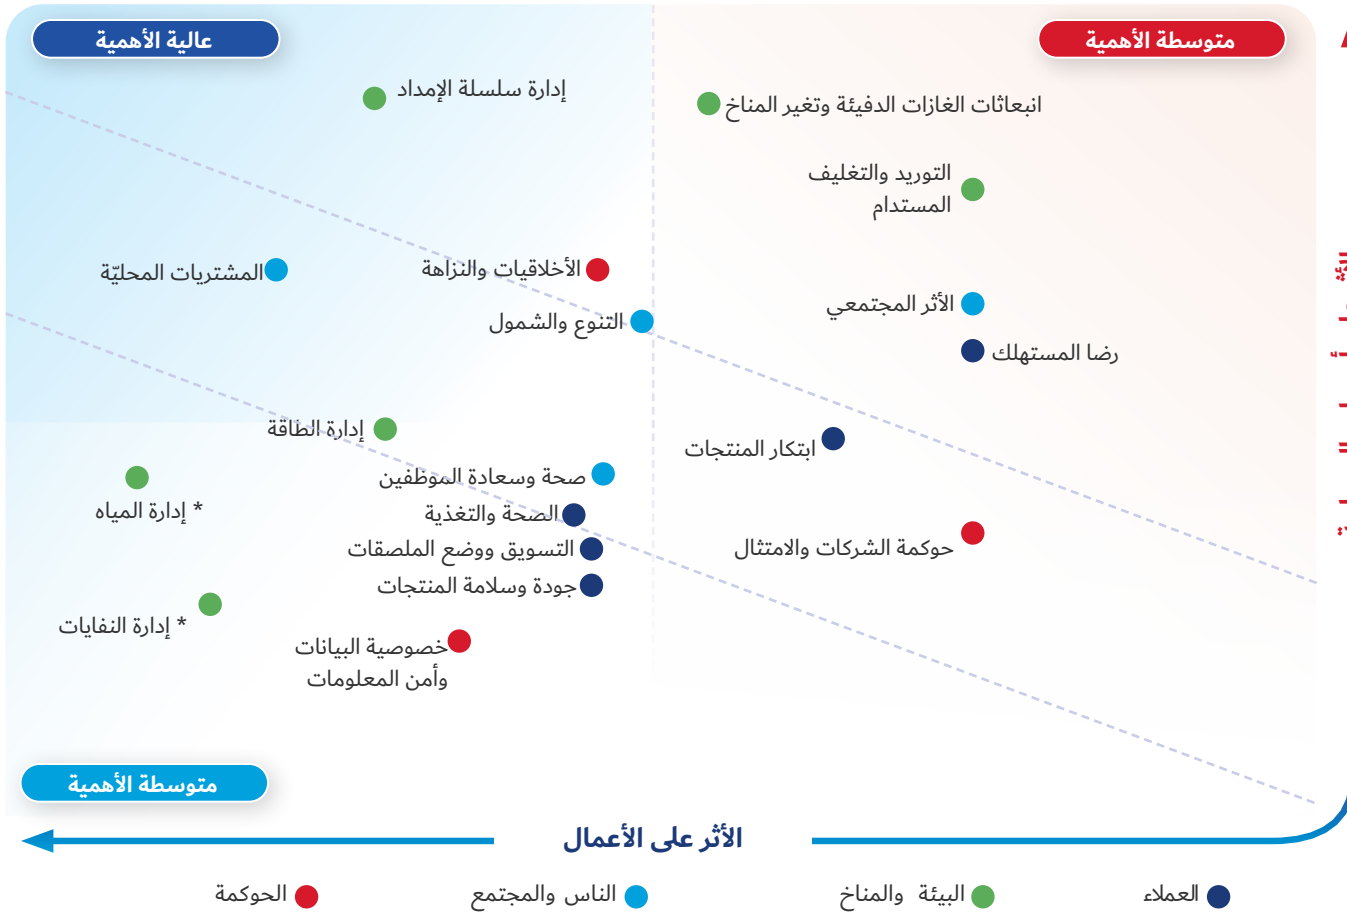 متوسطة الأهمية
عالية الأهمية
انبعاثات الغازات الدفيئة وتغير المناخ
إدارة سلسلة الإمداد
التوريد والتغليف
المستدام
الأخلاقيات والنزاهة
المشتريات المحليّة
الأثر المجتمعي
التنوع والشمول
رضا المستهلك
إدارة الطاقة
ابتكار المنتجات
صحة وسعادة الموظفين
* إدارة المياه
الصحة والتغذية
حوكمة الشركات والامتثال
التسويق ووضع الملصقات
جودة وسلامة المنتجات
* إدارة النفايات
خصوصية البيانات
وأمن المعلومات
متوسطة الأهمية
الأثر على الأعمال
العملاء
البيئة والمناخ
الناس والمجتمع
الحوكمة